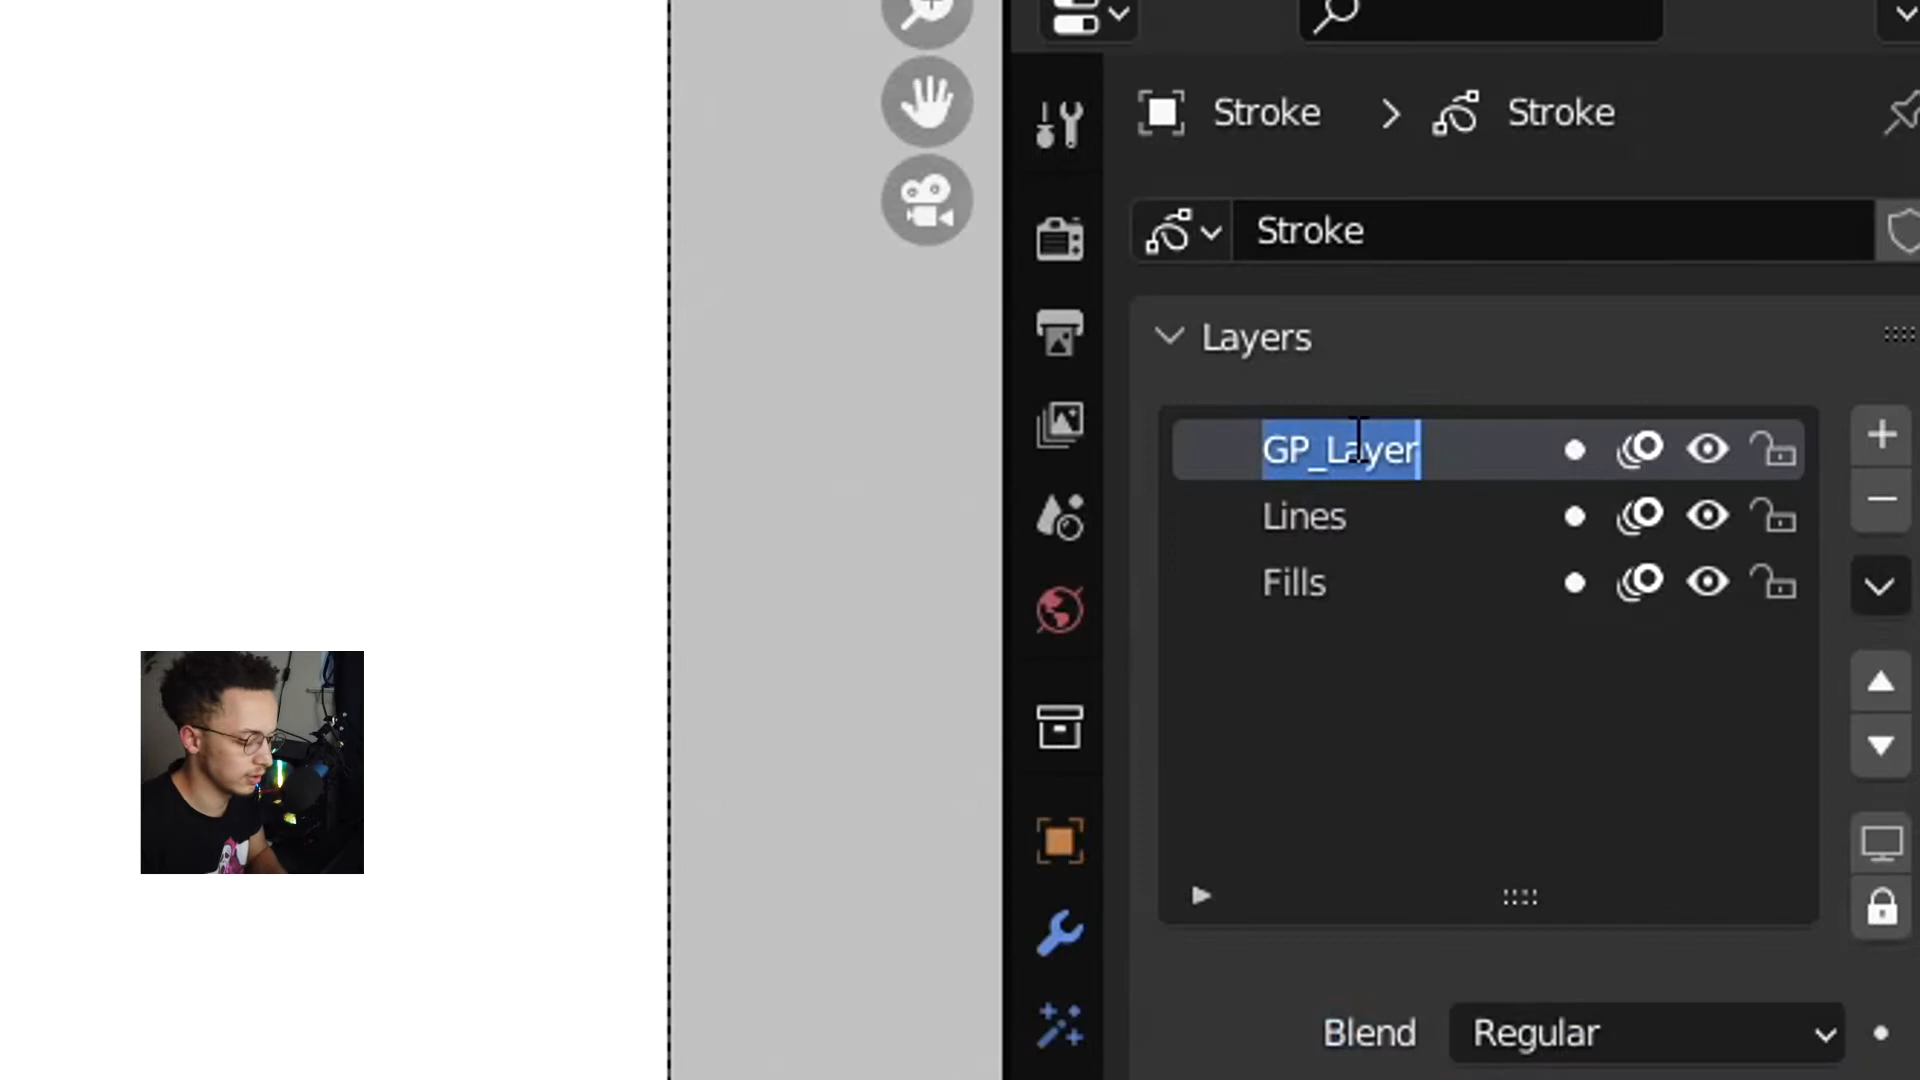 Stroke > Stroke
Stroke
Layers
GP_Layer
Lines
Fills
Blend Regular